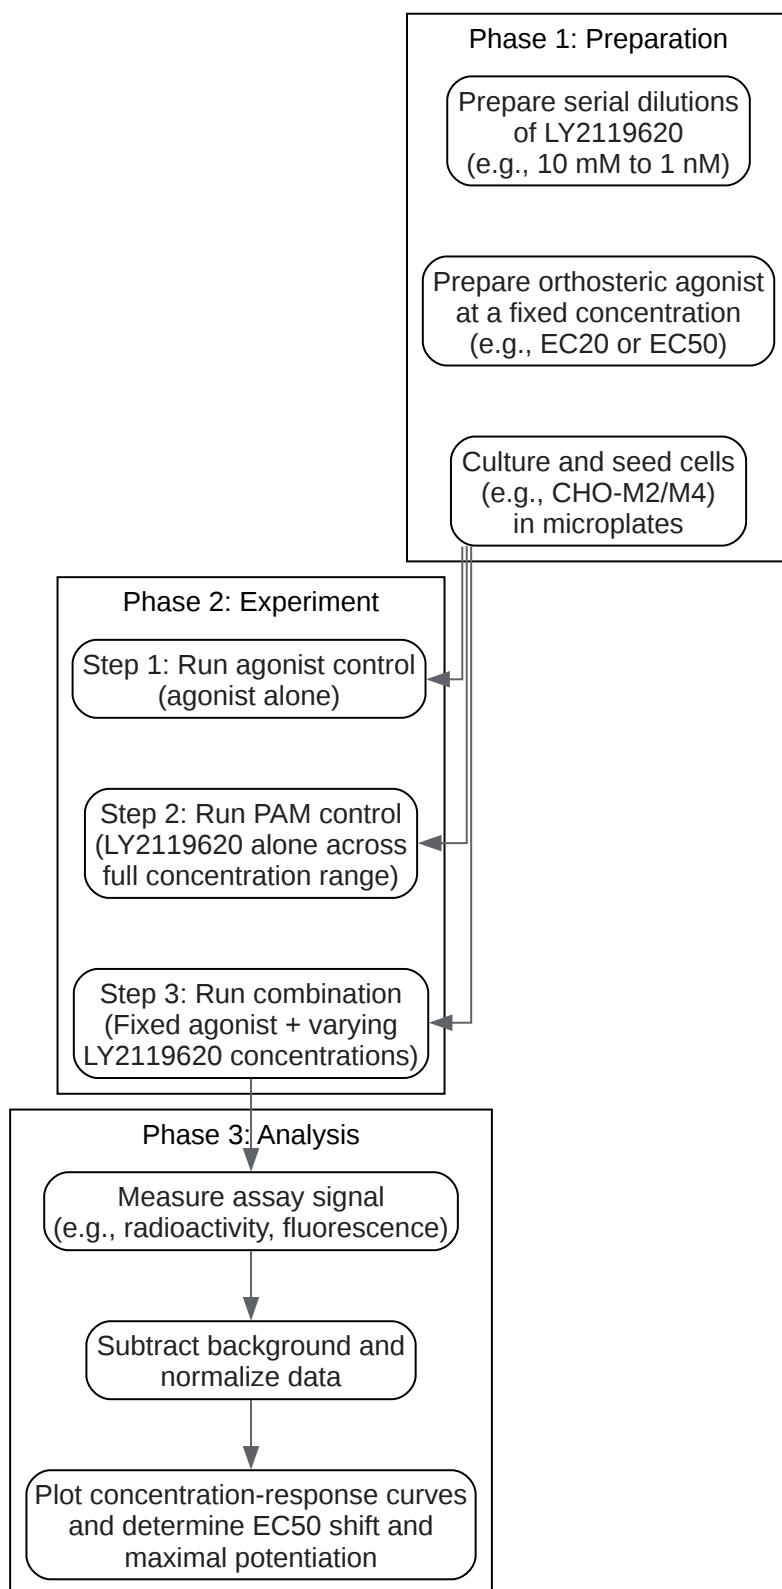 Phase 1: Preparation
Prepare serial dilutions
of LY2119620
(e.g., 10 mM to 1 nM)
Prepare orthosteric agonist
at a fixed concentration
(e.g., EC20 or EC50)
Culture and seed cells
(e.g., CHO-M2/M4)
in microplates
Phase 2: Experiment
Step 1: Run agonist control
(agonist alone)
Step 2: Run PAM control
(LY2119620 alone across
full concentration range)
Step 3: Run combination
(Fixed agonist + varying
LY2119620 concentrations)
Phase 3: Analysis
Measure assay signal
(e.g., radioactivity, fluorescence)
Subtract background and
normalize data
Plot concentration-response curves
and determine EC50 shift and
maximal potentiation